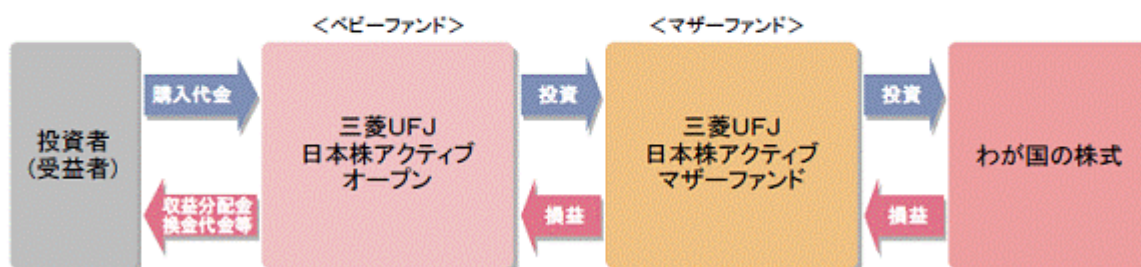 <ベビーファンド>
<マザーファンド>
購入代金
投資
投資
投資者
(受益者)
三菱UFJ
日本株アクティブ
オープン
三菱UFJ
日本株アクティブ
マザーファンド
わが国の株式
収益分配金
換金代金等
損益
損益